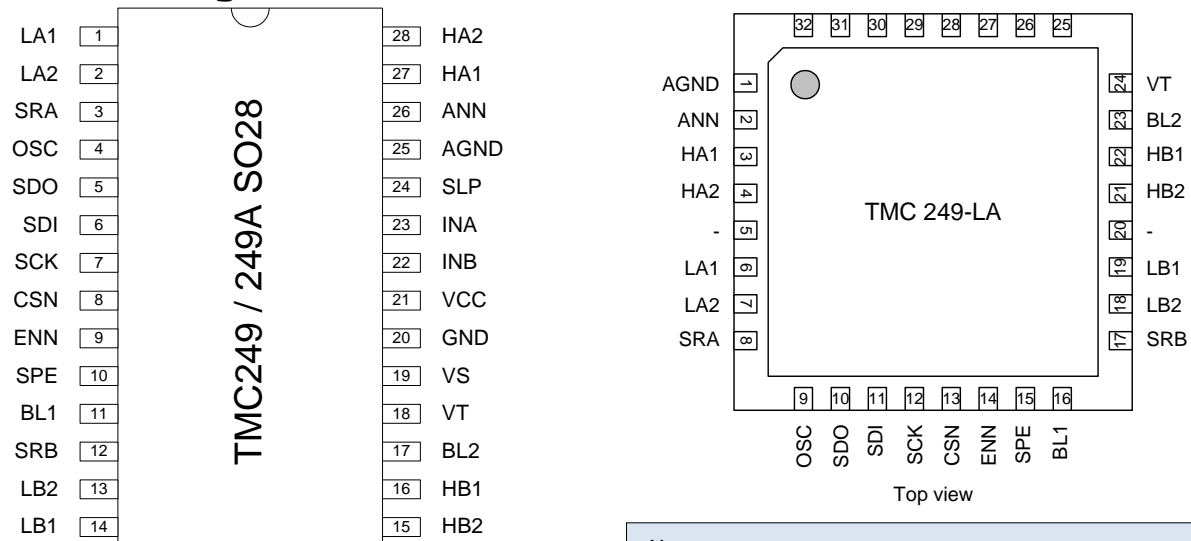 LA1 1
LA2 2
SRA 3
OSC 4
SDO 5
SDI 6
SCK 7
CSN 8
ENN 9
SPE 10
BL1 11
SRB 12
LB2 13
LB1 14
TMC249 / 249A SO28
28 HA2
27 HA1
26 ANN
25 AGND
24 SLP
23 INA
22 INB
21 VCC
20 GND
19 VS
18 VT
17 BL2
16 HB1
15 HB2
32 31 30 29 28 27 26 25
AGND 1
ANN 2
HA1 3
HA2 4
- 5
LA1 6
LA2 7
SRA 8
TMC 249-LA
24 VT
23 BL2
22 HB1
21 HB2
20 -
19 LB1
18 LB2
17 SRB
9 10 11 12 13 14 15 16
OSC SDO SDI SCK CSN ENN SPE BL1
Top view